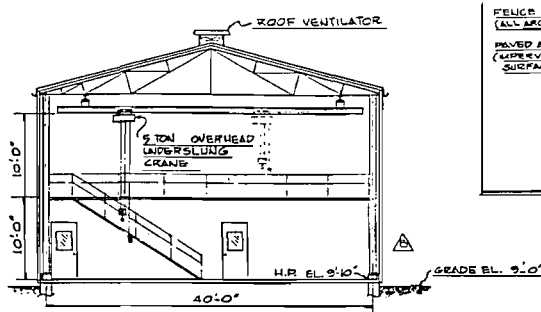 ROOF VENTILATOR
FENCE
(ALL ARO
PAVED A
(IMPERV
SURFA
5 TON OVERHEAD
UNDERSLUNG
CRANE
10'-0"
10'-0"
H.P. EL. 9'-10"
GRADE EL. 9'-0"
40'-0"